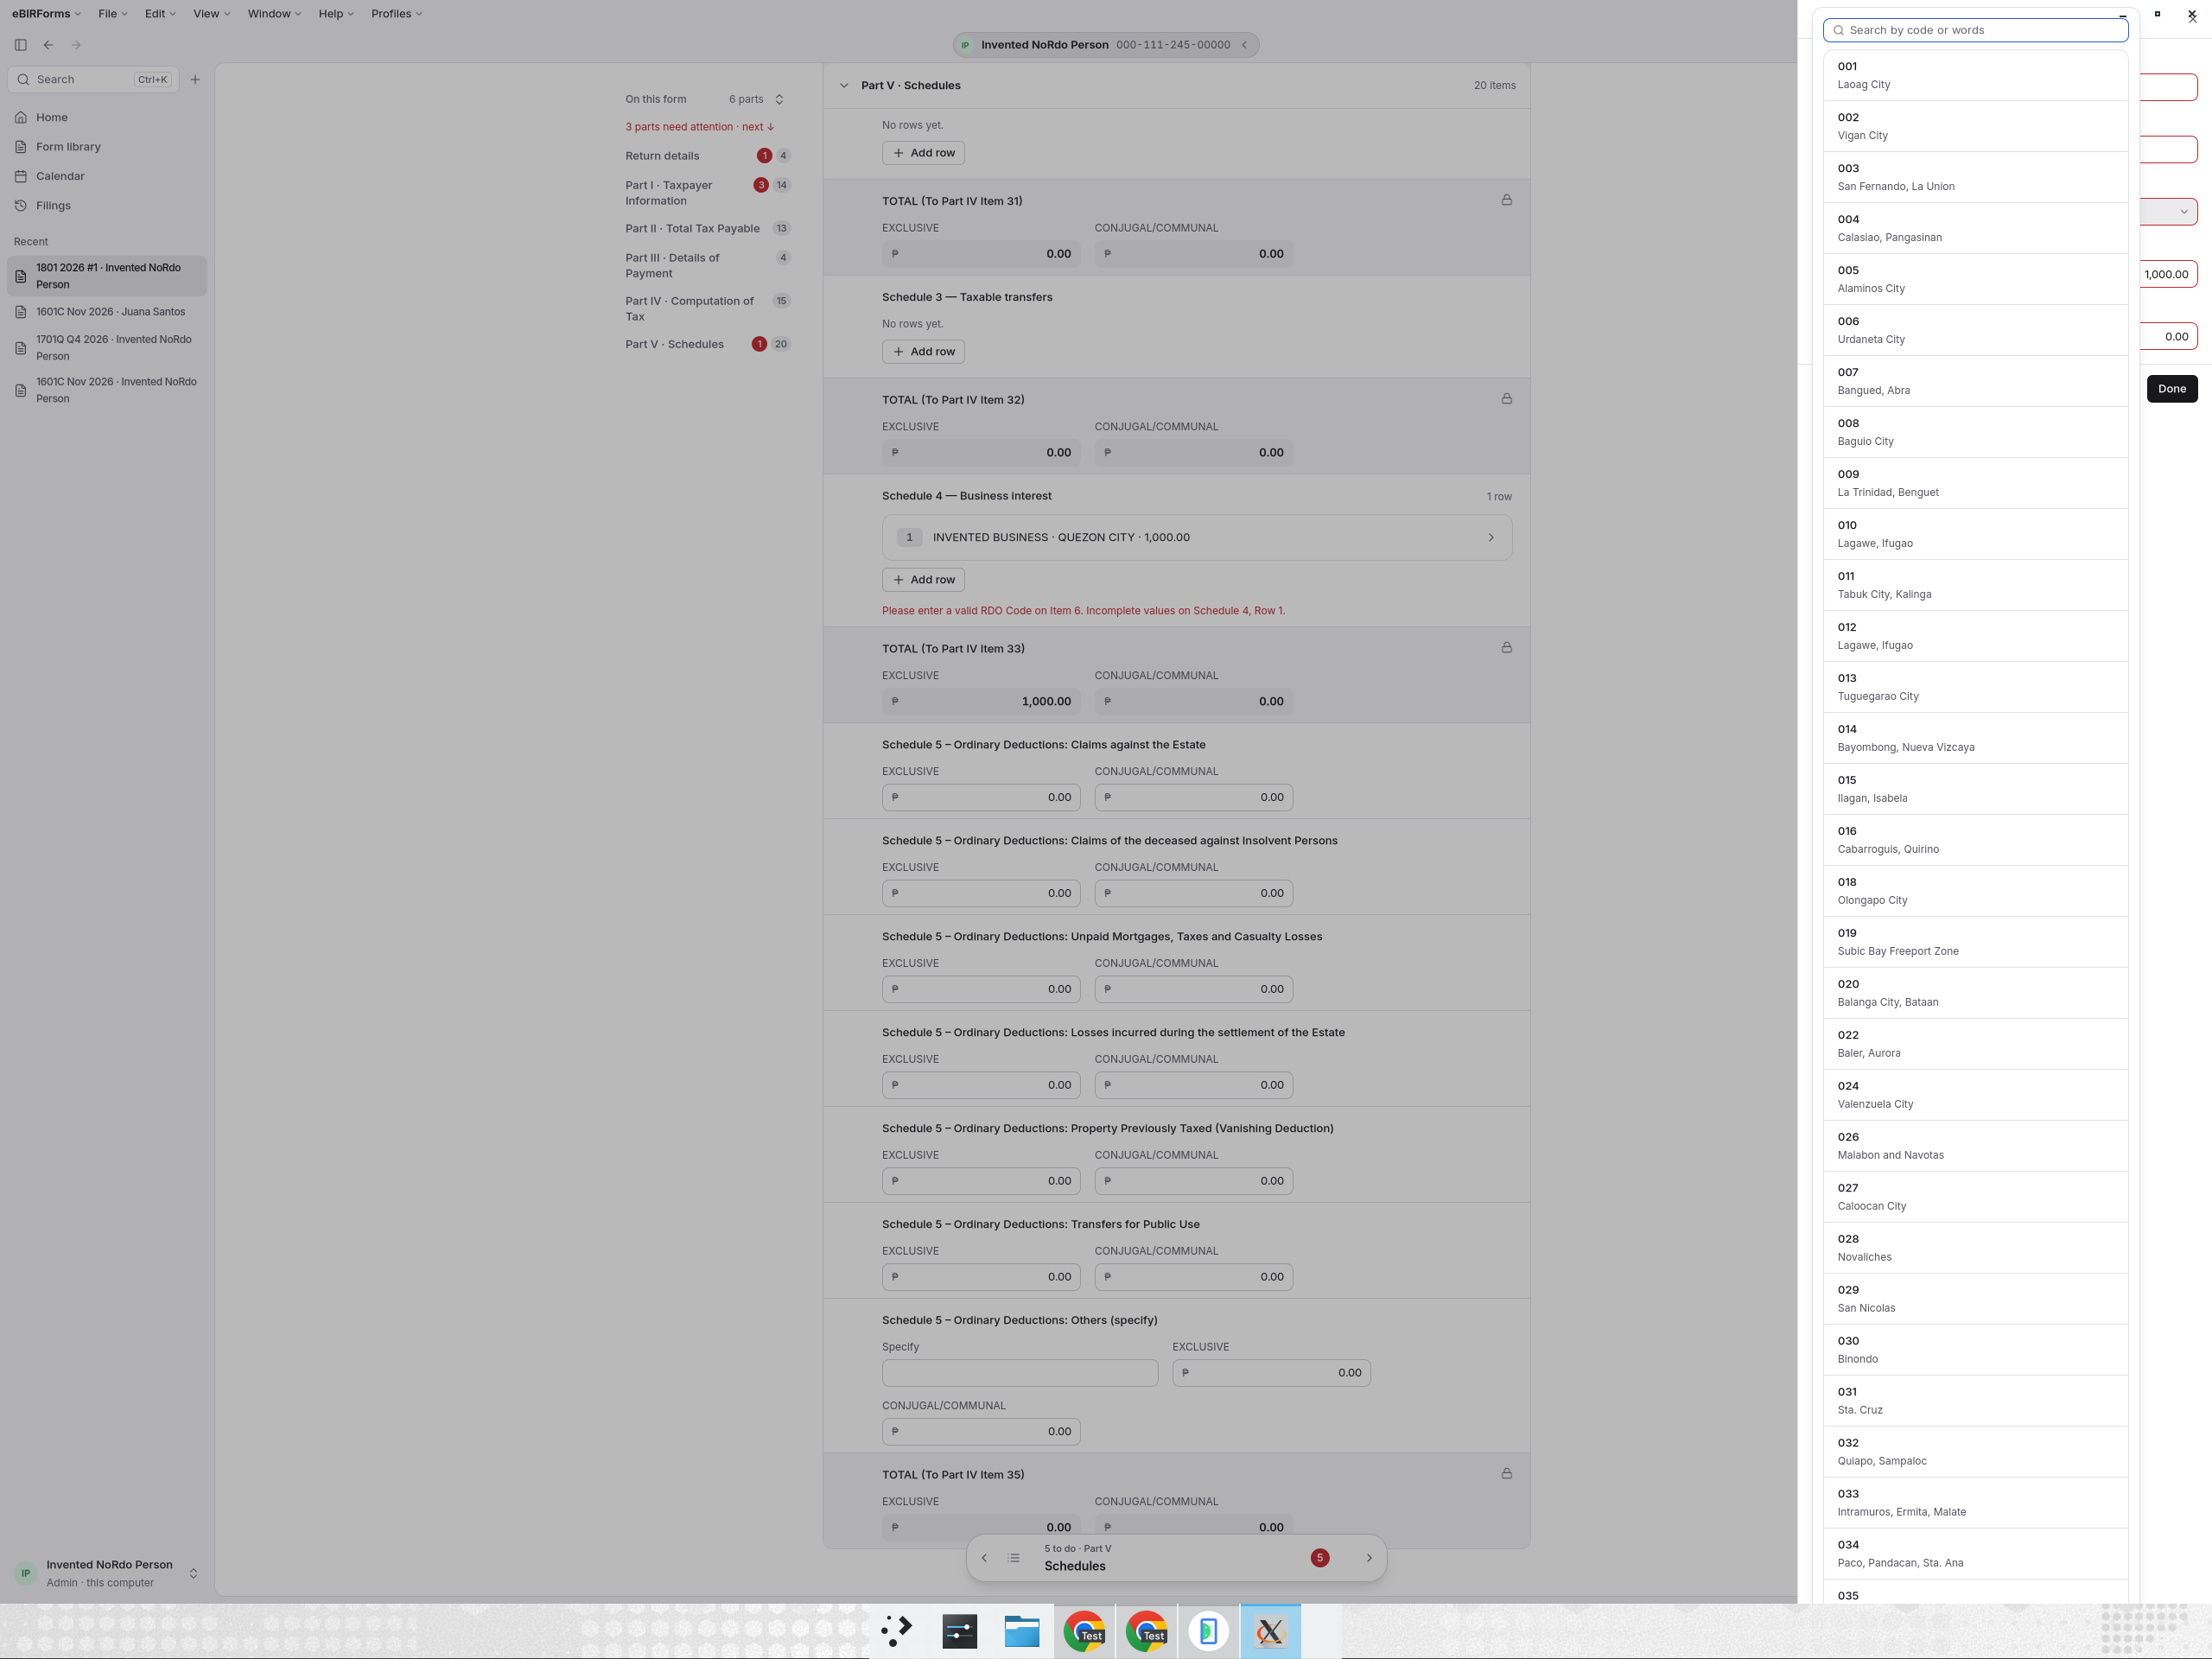 eBIRForms File Edit View Window Help Profiles
IP Invented NoRdo Person 000-111-245-00000
Search Ctrl+K
Home
Form library
Calendar
Filings
Recent
1801 2026 #1 · Invented NoRdo
Person
1601C Nov 2026 · Juana Santos
1701Q Q4 2026 · Invented NoRdo
Person
1601C Nov 2026 · Invented NoRdo
Person
IP
Invented NoRdo Person
Admin · this computer
On this form 6 parts
3 parts need attention · next ↓
Return details 1 4
Part I · Taxpayer
Information 3 14
Part II · Total Tax Payable 13
Part III · Details of
Payment 4
Part IV · Computation of
Tax 15
Part V · Schedules 1 20
Part V · Schedules 20 items
No rows yet.
+ Add row
TOTAL (To Part IV Item 31)
EXCLUSIVE CONJUGAL/COMMUNAL
₱ 0.00 ₱ 0.00
Schedule 3 — Taxable transfers
No rows yet.
+ Add row
TOTAL (To Part IV Item 32)
EXCLUSIVE CONJUGAL/COMMUNAL
₱ 0.00 ₱ 0.00
Schedule 4 — Business interest 1 row
1 INVENTED BUSINESS · QUEZON CITY · 1,000.00
+ Add row
Please enter a valid RDO Code on Item 6. Incomplete values on Schedule 4, Row 1.
TOTAL (To Part IV Item 33)
EXCLUSIVE CONJUGAL/COMMUNAL
₱ 1,000.00 ₱ 0.00
Schedule 5 – Ordinary Deductions: Claims against the Estate
EXCLUSIVE CONJUGAL/COMMUNAL
₱ 0.00 ₱ 0.00
Schedule 5 – Ordinary Deductions: Claims of the deceased against Insolvent Persons
EXCLUSIVE CONJUGAL/COMMUNAL
₱ 0.00 ₱ 0.00
Schedule 5 – Ordinary Deductions: Unpaid Mortgages, Taxes and Casualty Losses
EXCLUSIVE CONJUGAL/COMMUNAL
₱ 0.00 ₱ 0.00
Schedule 5 – Ordinary Deductions: Losses incurred during the settlement of the Estate
EXCLUSIVE CONJUGAL/COMMUNAL
₱ 0.00 ₱ 0.00
Schedule 5 – Ordinary Deductions: Property Previously Taxed (Vanishing Deduction)
EXCLUSIVE CONJUGAL/COMMUNAL
₱ 0.00 ₱ 0.00
Schedule 5 – Ordinary Deductions: Transfers for Public Use
EXCLUSIVE CONJUGAL/COMMUNAL
₱ 0.00 ₱ 0.00
Schedule 5 – Ordinary Deductions: Others (specify)
Specify EXCLUSIVE
₱ 0.00
CONJUGAL/COMMUNAL
₱ 0.00
TOTAL (To Part IV Item 35)
EXCLUSIVE CONJUGAL/COMMUNAL
₱ 0.00 ₱ 0.00
5 to do · Part V
Schedules 5
Search by code or words
001
Laoag City
002
Vigan City
003
San Fernando, La Union
004
Calasiao, Pangasinan
005
Alaminos City
006
Urdaneta City
007
Bangued, Abra
008
Baguio City
009
La Trinidad, Benguet
010
Lagawe, Ifugao
011
Tabuk City, Kalinga
012
Lagawe, Ifugao
013
Tuguegarao City
014
Bayombong, Nueva Vizcaya
015
Ilagan, Isabela
016
Cabarroguis, Quirino
018
Olongapo City
019
Subic Bay Freeport Zone
020
Balanga City, Bataan
022
Baler, Aurora
024
Valenzuela City
026
Malabon and Navotas
027
Caloocan City
028
Novaliches
029
San Nicolas
030
Binondo
031
Sta. Cruz
032
Quiapo, Sampaloc
033
Intramuros, Ermita, Malate
034
Paco, Pandacan, Sta. Ana
035
1,000.00
0.00
Done
Test
Test